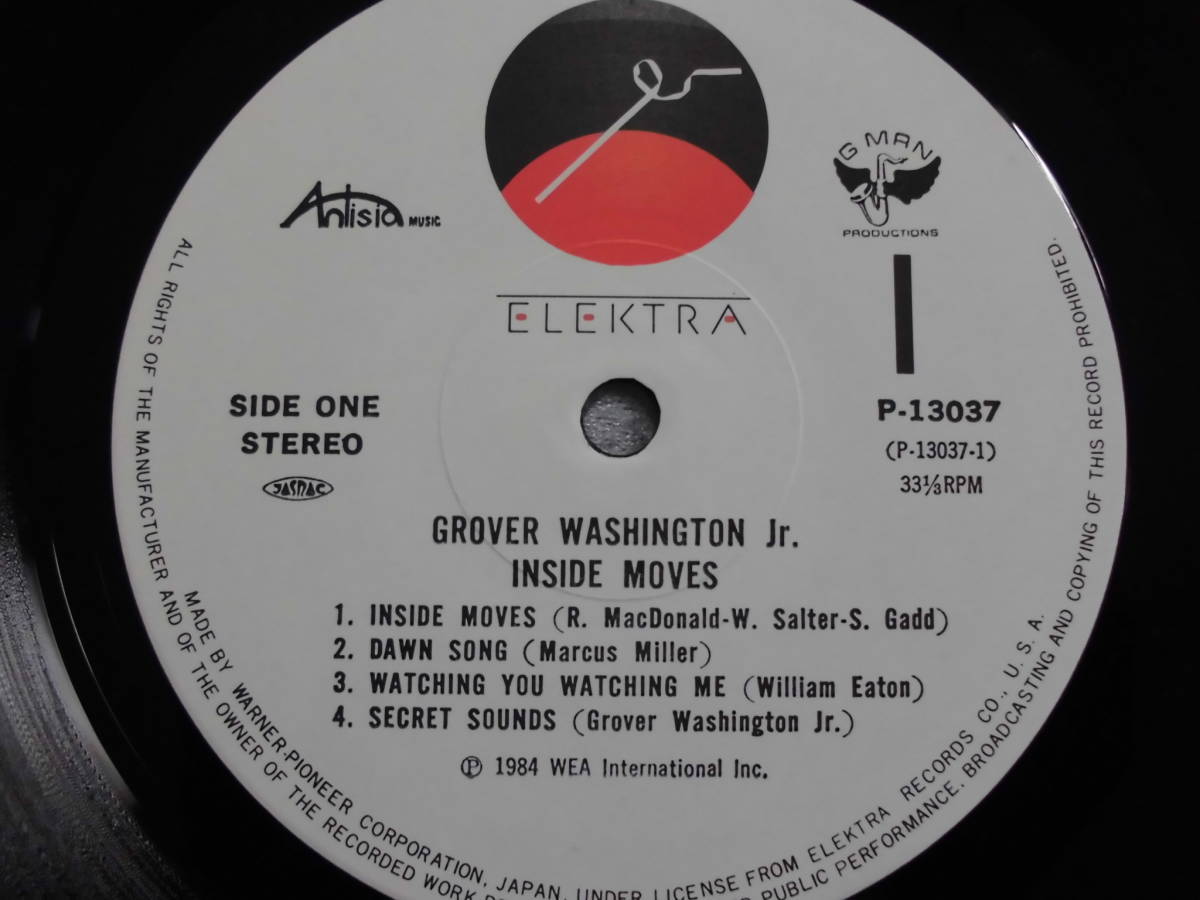 Antisia MUSIC
G MAN
PRODUCTIONS
ELEKTRA
SIDE ONE
STEREO
JASRAC
P-13037
(P-13037-1)
33⅓RPM
GROVER WASHINGTON Jr.
INSIDE MOVES
1. INSIDE MOVES (R. MacDonald-W. Salter-S. Gadd)
2. DAWN SONG (Marcus Miller)
3. WATCHING YOU WATCHING ME (William Eaton)
4. SECRET SOUNDS (Grover Washington Jr.)
Ⓟ 1984 WEA International Inc.
MADE BY WARNER-PIONEER CORPORATION, JAPAN, UNDER LICENSE FROM ELEKTRA RECORDS CO., U. S. A.
ALL RIGHTS OF THE MANUFACTURER AND OF THE OWNER OF THE RECORDED WORK PUBLIC PERFORMANCE, BROADCASTING AND COPYING OF THIS RECORD PROHIBITED.